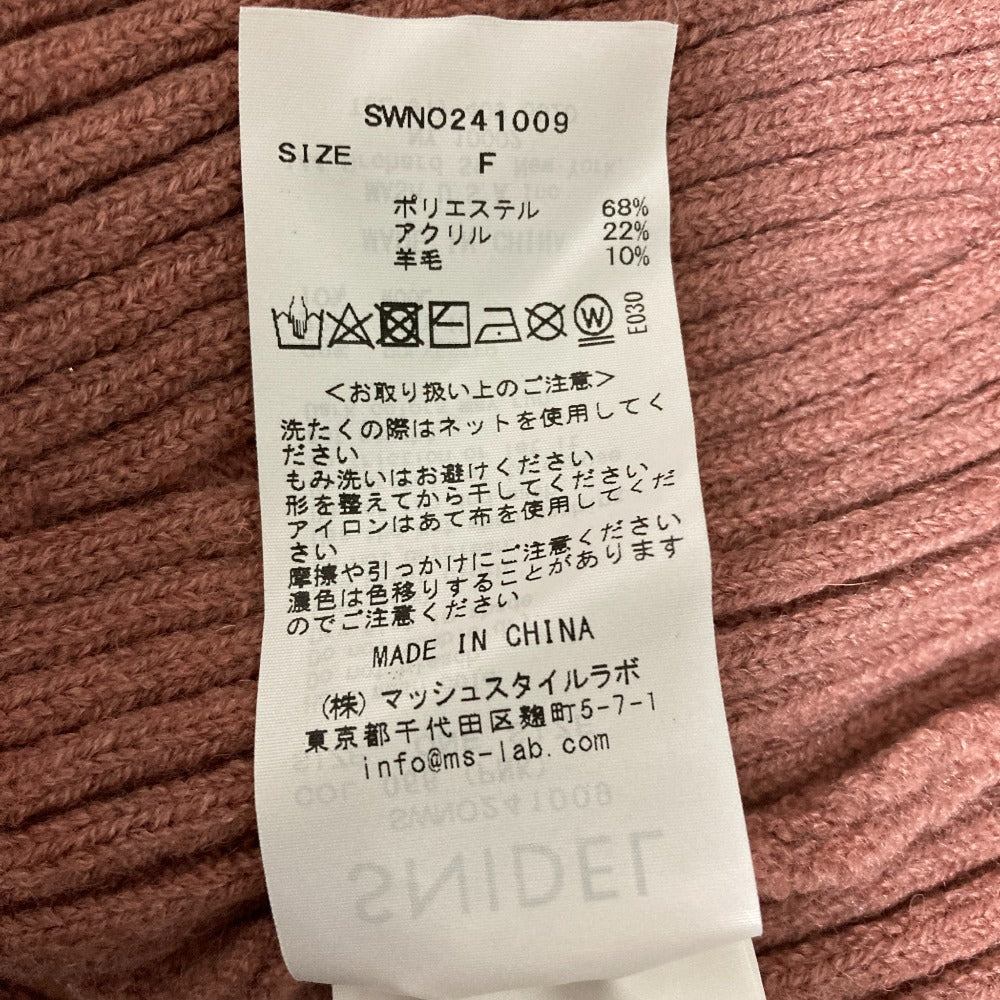 SWNO241009
SIZE F
ポリエステル 68%
アクリル 22%
羊毛 10%
W
E030
<お取り扱い上のご注意>
洗たくの際はネットを使用してく
ださい
もみ洗いはお避けください
形を整えてから干してください
アイロンはあて布を使用してくだ
さい
摩擦や引っかけにご注意ください
濃色は色移りすることがあります
のでご注意ください
MADE IN CHINA
(株)マッシュスタイルラボ
東京都千代田区麹町5-7-1
info@ms-lab.com
COL 066 (PNK)
SWNO241009
SNIDEL